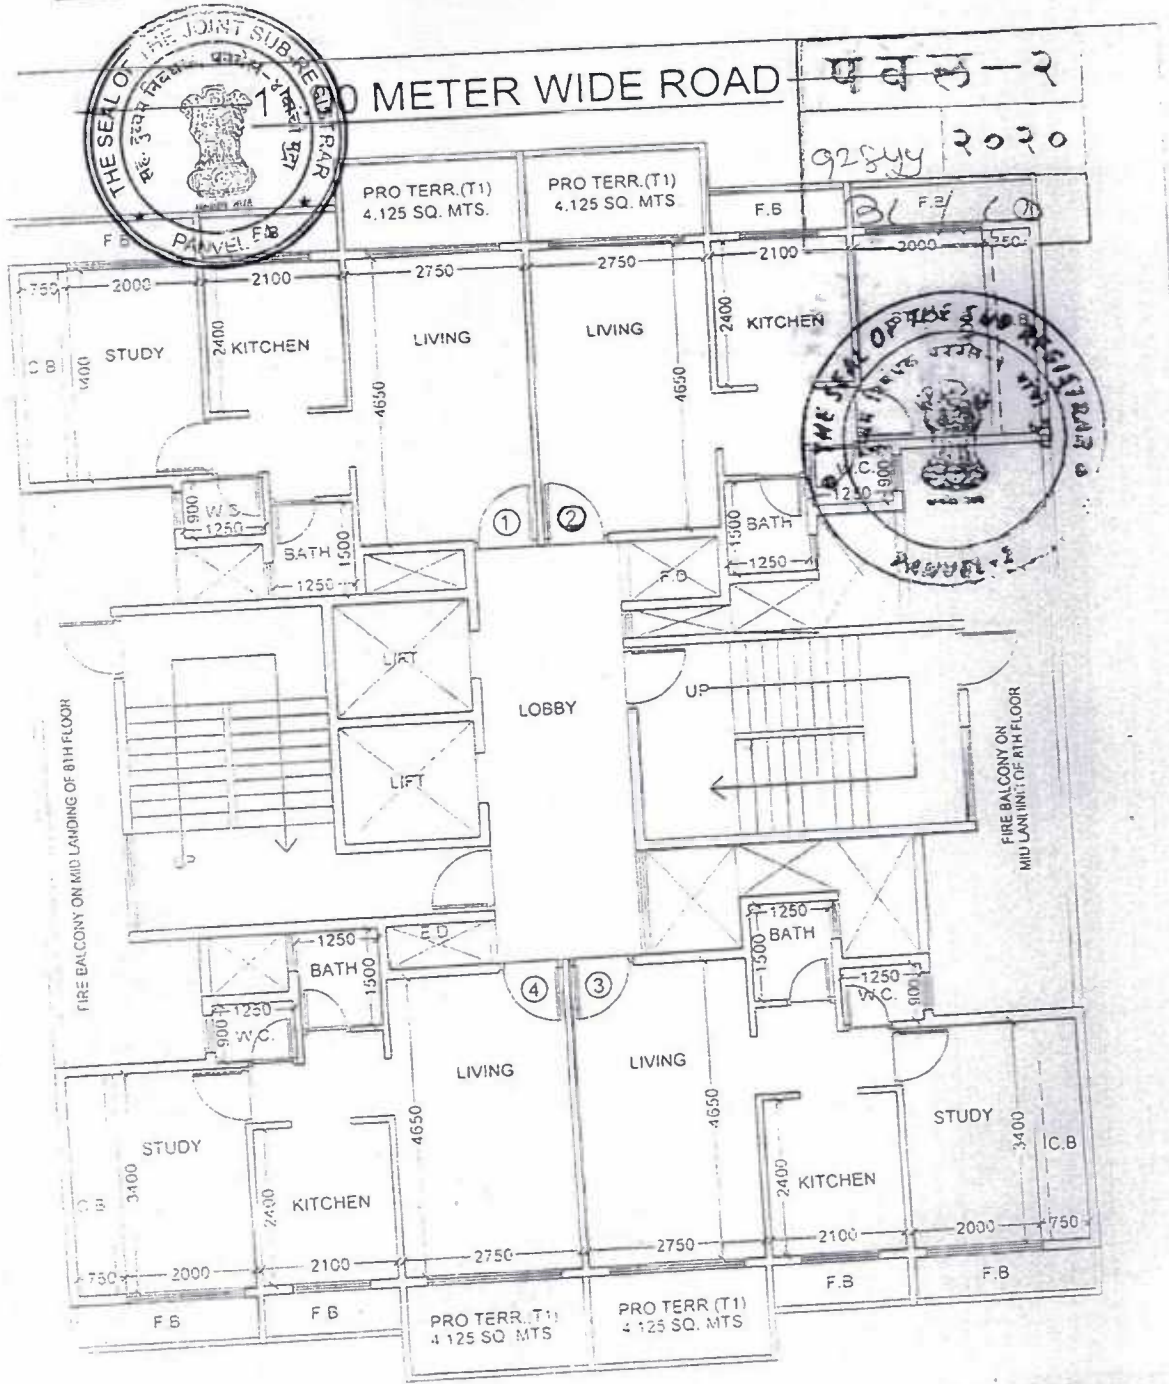 THE SEAL OF THE JOINT SUB-REGISTRAR
PANVEL
0 METER WIDE ROAD
पवल-२
१२८५५
२०२०
PRO TERR.(T1)
4.125 SQ. MTS.
PRO TERR.(T1)
4.125 SQ. MTS
F.B
F.B
750
2000
2100
2750
2750
2100
2000
750
C.B
STUDY
2400
KITCHEN
LIVING
LIVING
2400
KITCHEN
4650
4650
THE SEAL OF THE
REGISTRAR
900
1250
BATH
1500
1250
1
2
1500
BATH
1250
1250
900
LIFT
LOBBY
UP
LIFT
FIRE BALCONY ON MID LANDING OF 8TH FLOOR
FIRE BALCONY ON
MID LANDING OF 8TH FLOOR
E.D
1250
BATH
1500
1250
900
W.C.
4
3
1250
BATH
1500
1250
W.C.
LIVING
LIVING
4650
4650
STUDY
3400
C.B
2400
KITCHEN
2400
KITCHEN
STUDY
3400
C.B
750
2000
2100
2750
2750
2100
2000
750
F.B
F.B
PRO TERR.(T1)
4.125 SQ. MTS
PRO TERR.(T1)
4.125 SQ. MTS
F.B
F.B